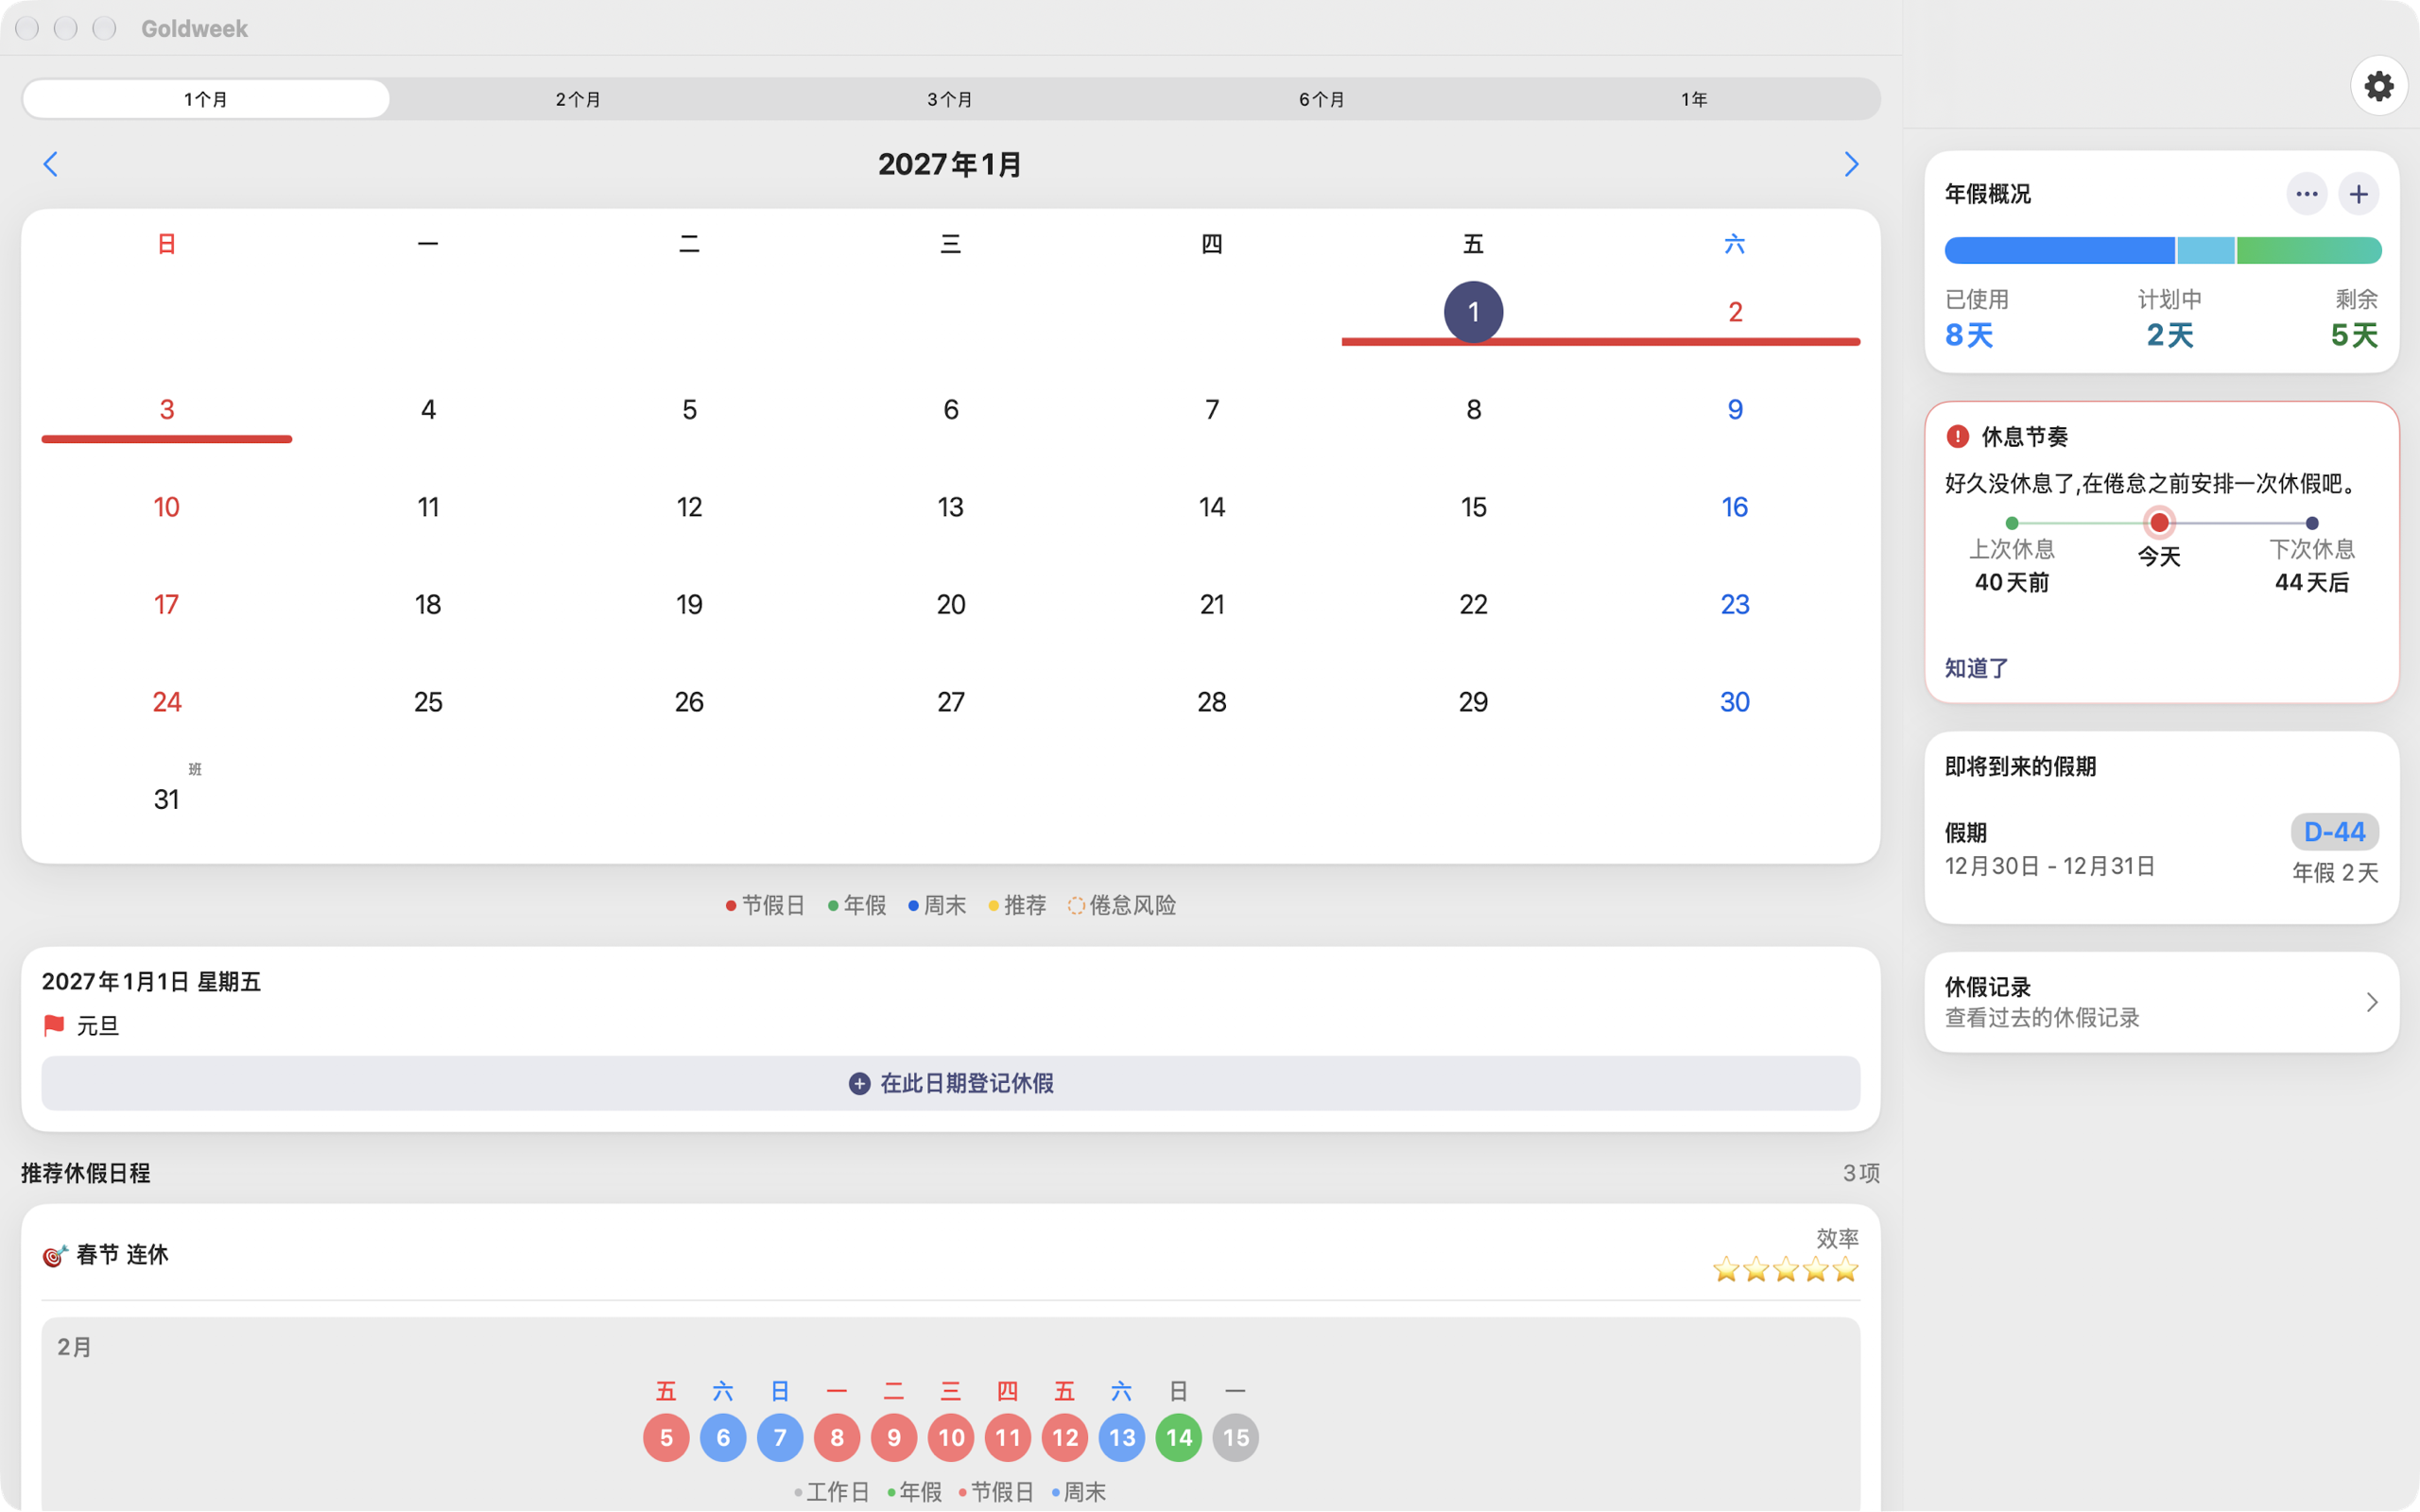 Goldweek
1个月 2个月 3个月 6个月 1年
2027年1月
日 一 二 三 四 五 六
1 2
3 4 5 6 7 8 9
10 11 12 13 14 15 16
17 18 19 20 21 22 23
24 25 26 27 28 29 30
班
31
节假日 年假 周末 推荐 倦怠风险
2027年1月1日 星期五
元旦
在此日期登记休假
推荐休假日程 3项
春节 连休
效率
2月
五 六 日 一 二 三 四 五 六 日 一
5 6 7 8 9 10 11 12 13 14 15
工作日 年假 节假日 周末
年假概况
已使用 计划中 剩余
8天 2天 5天
休息节奏
好久没休息了,在倦怠之前安排一次休假吧。
上次休息 今天 下次休息
40天前 44天后
知道了
即将到来的假期
假期 D-44
12月30日 - 12月31日 年假 2天
休假记录
查看过去的休假记录